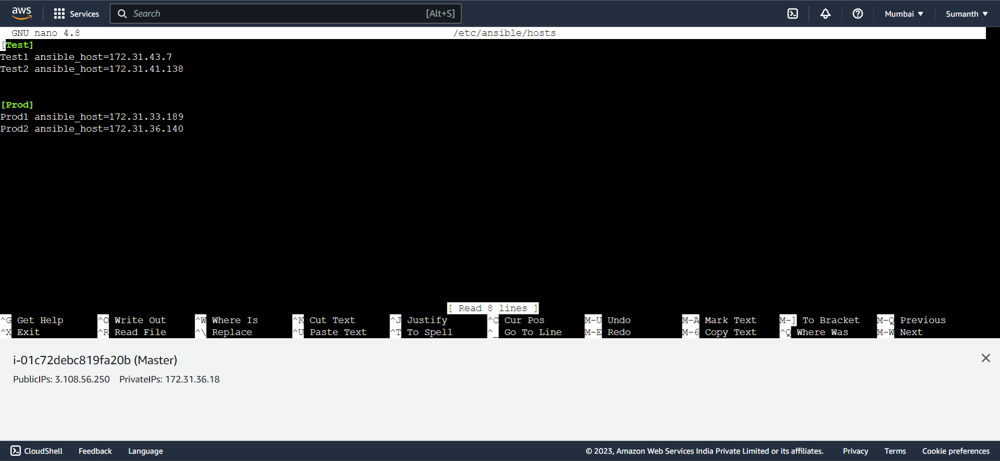 aws Services Search [Alt+S] Mumbai Sumanth
GNU nano 4.8 /etc/ansible/hosts
[Test]
Test1 ansible_host=172.31.43.7
Test2 ansible_host=172.31.41.138
[Prod]
Prod1 ansible_host=172.31.33.189
Prod2 ansible_host=172.31.36.140
[ Read 8 lines ]
^G Get Help ^O Write Out ^W Where Is ^K Cut Text ^J Justify ^C Cur Pos M-U Undo M-A Mark Text M-] To Bracket M-Q Previous
^X Exit ^R Read File ^\ Replace ^U Paste Text ^T To Spell ^_ Go To Line M-E Redo M-6 Copy Text ^Q Where Was M-W Next
i-01c72debc819fa20b (Master)
PublicIPs: 3.108.56.250 PrivateIPs: 172.31.36.18
CloudShell Feedback Language © 2023, Amazon Web Services India Private Limited or its affiliates. Privacy Terms Cookie preferences